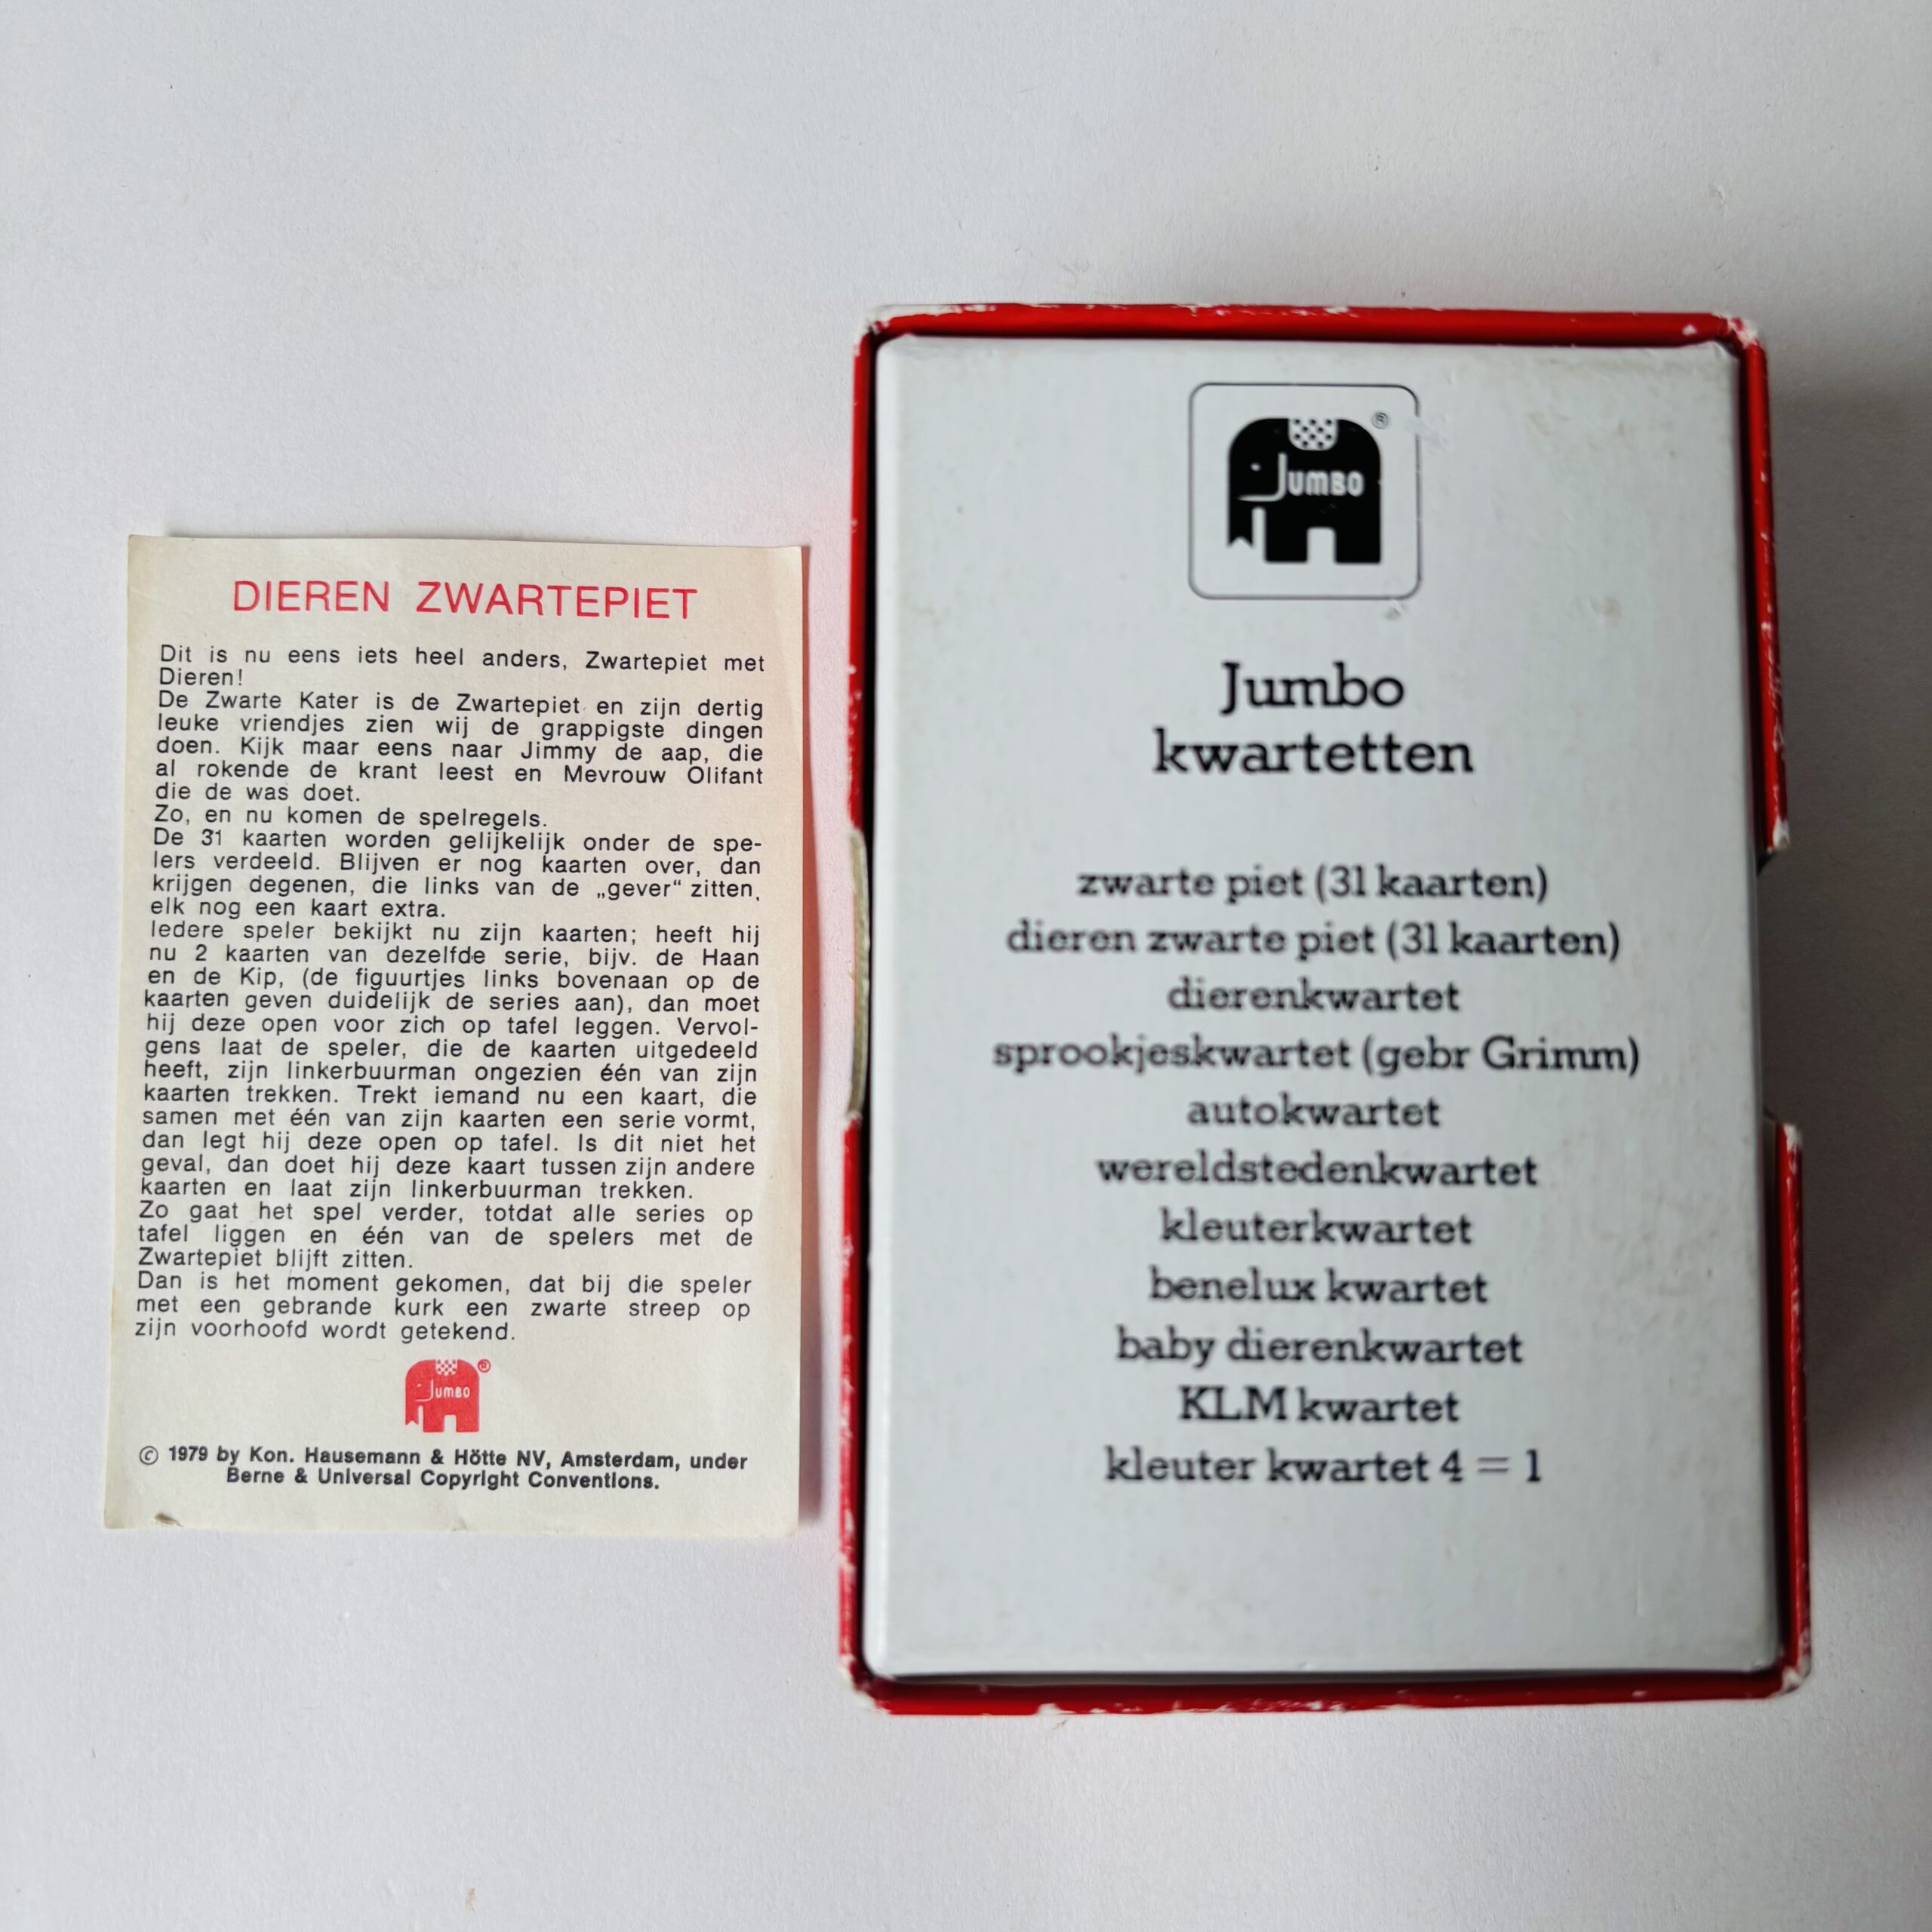 DIEREN ZWARTEPIET
Dit is nu eens iets heel anders, Zwartepiet met
Dieren!
De Zwarte Kater is de Zwartepiet en zijn dertig
leuke vriendjes zien wij de grappigste dingen
doen. Kijk maar eens naar Jimmy de aap, die
al rokende de krant leest en Mevrouw Olifant
die de was doet.
Zo, en nu komen de spelregels.
De 31 kaarten worden gelijkelijk onder de spe-
lers verdeeld. Blijven er nog kaarten over, dan
krijgen degenen, die links van de „gever“ zitten,
elk nog een kaart extra.
Iedere speler bekijkt nu zijn kaarten; heeft hij
nu 2 kaarten van dezelfde serie, bijv. de Haan
en de Kip, (de figuurtjes links bovenaan op de
kaarten geven duidelijk de series aan), dan moet
hij deze open voor zich op tafel leggen. Vervol-
gens laat de speler, die de kaarten uitgedeeld
heeft, zijn linkerbuurman ongezien één van zijn
kaarten trekken. Trekt iemand nu een kaart, die
samen met één van zijn kaarten een serie vormt,
dan legt hij deze open op tafel. Is dit niet het
geval, dan doet hij deze kaart tussen zijn andere
kaarten en laat zijn linkerbuurman trekken.
Zo gaat het spel verder, totdat alle series op
tafel liggen en één van de spelers met de
Zwartepiet blijft zitten.
Dan is het moment gekomen, dat bij die speler
met een gebrande kurk een zwarte streep op
zijn voorhoofd wordt getekend.
JUMBO ®
© 1979 by Kon. Hausemann & Hötte NV, Amsterdam, under
Berne & Universal Copyright Conventions.
JUMBO ®
Jumbo
kwartetten
zwarte piet (31 kaarten)
dieren zwarte piet (31 kaarten)
dierenkwartet
sprookjeskwartet (gebr Grimm)
autokwartet
wereldstedenkwartet
kleuterkwartet
benelux kwartet
baby dierenkwartet
KLM kwartet
kleuter kwartet 4 = 1